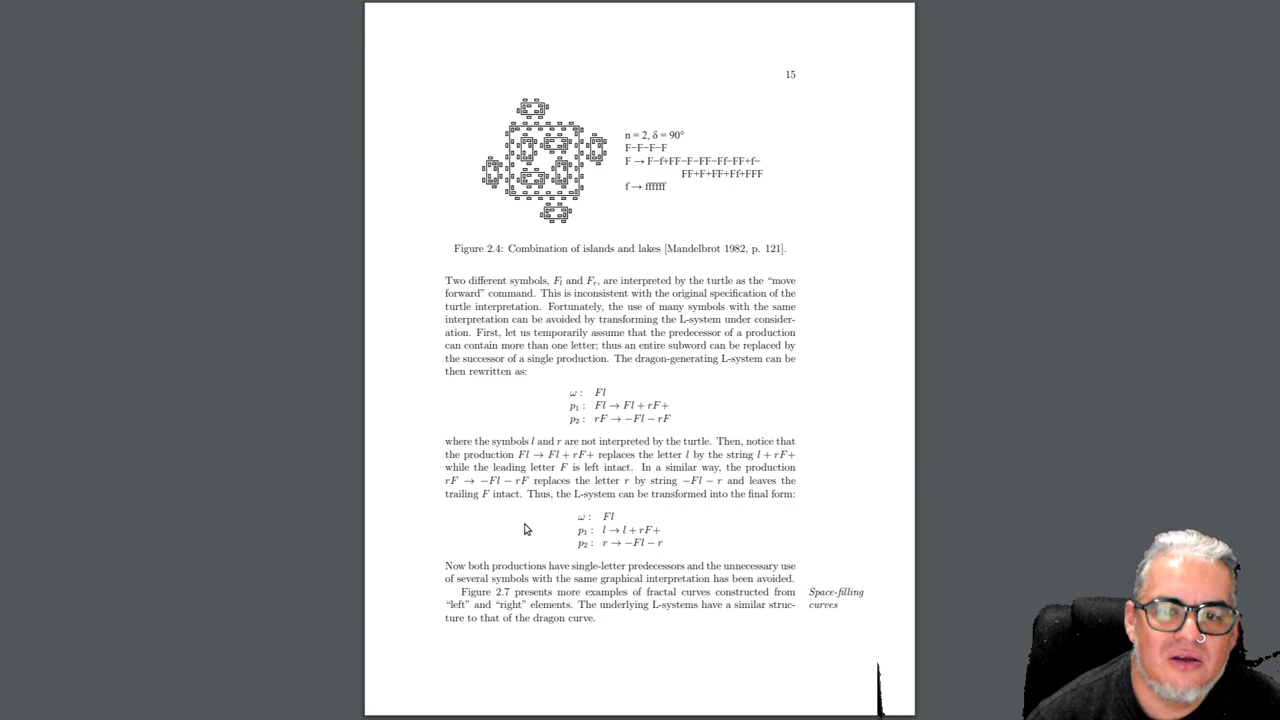 15
n = 2, δ = 90°
F−F−F−F
F → F−f+FF−F−FF−Ff−FF+f−
FF+F+FF+Ff+FFF
f → ffffff
Figure 2.4: Combination of islands and lakes [Mandelbrot 1982, p. 121].
Two different symbols, Fl and Fr, are interpreted by the turtle as the “move
forward” command. This is inconsistent with the original specification of the
turtle interpretation. Fortunately, the use of many symbols with the same
interpretation can be avoided by transforming the L-system under consider-
ation. First, let us temporarily assume that the predecessor of a production
can contain more than one letter; thus an entire subword can be replaced by
the successor of a single production. The dragon-generating L-system can be
then rewritten as:
ω : Fl
p1 : Fl → Fl + rF+
p2 : rF → −Fl − rF
where the symbols l and r are not interpreted by the turtle. Then, notice that
the production Fl → Fl + rF+ replaces the letter l by the string l + rF+
while the leading letter F is left intact. In a similar way, the production
rF → −Fl − rF replaces the letter r by string −Fl − r and leaves the
trailing F intact. Thus, the L-system can be transformed into the final form:
ω : Fl
p1 : l → l + rF+
p2 : r → −Fl − r
Now both productions have single-letter predecessors and the unnecessary use
of several symbols with the same graphical interpretation has been avoided.
Figure 2.7 presents more examples of fractal curves constructed from
“left” and “right” elements. The underlying L-systems have a similar struc-
ture to that of the dragon curve.
Space-filling
curves